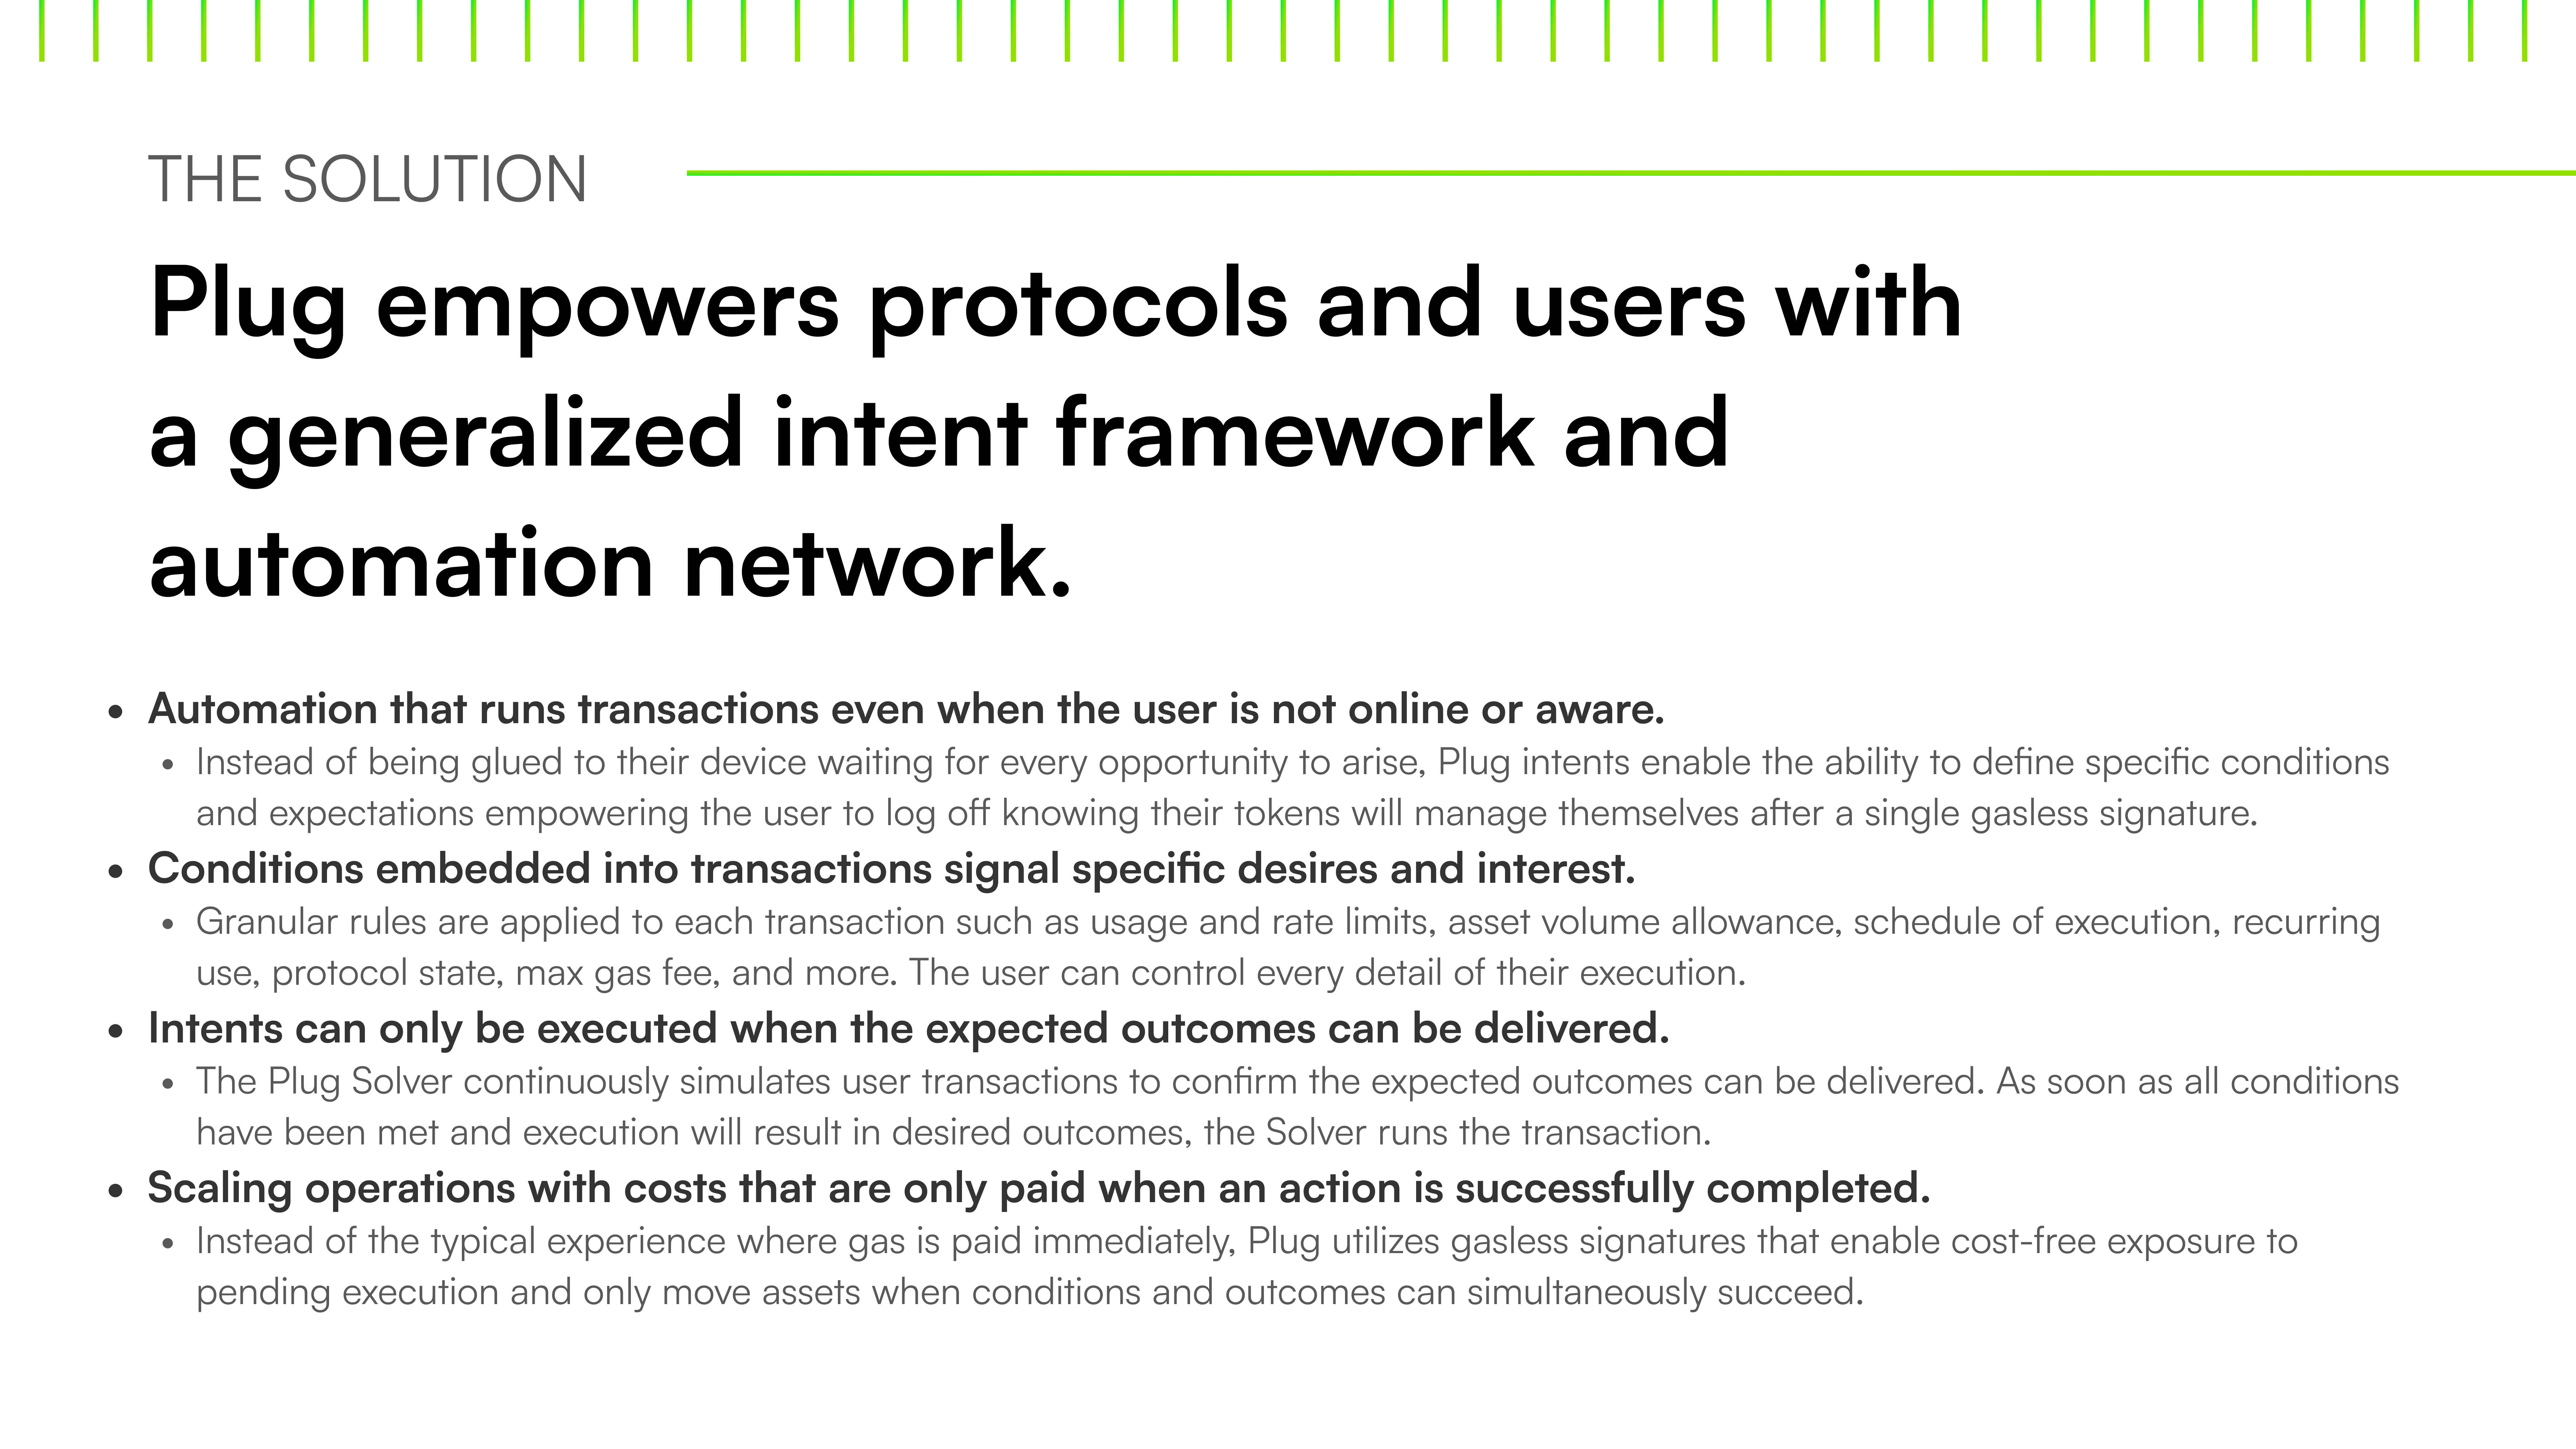 THE SOLUTION
Plug empowers protocols and users with
a generalized intent framework and
automation network.
• Automation that runs transactions even when the user is not online or aware.
• Instead of being glued to their device waiting for every opportunity to arise, Plug intents enable the ability to define specific conditions
and expectations empowering the user to log off knowing their tokens will manage themselves after a single gasless signature.
• Conditions embedded into transactions signal specific desires and interest.
• Granular rules are applied to each transaction such as usage and rate limits, asset volume allowance, schedule of execution, recurring
use, protocol state, max gas fee, and more. The user can control every detail of their execution.
• Intents can only be executed when the expected outcomes can be delivered.
• The Plug Solver continuously simulates user transactions to confirm the expected outcomes can be delivered. As soon as all conditions
have been met and execution will result in desired outcomes, the Solver runs the transaction.
• Scaling operations with costs that are only paid when an action is successfully completed.
• Instead of the typical experience where gas is paid immediately, Plug utilizes gasless signatures that enable cost-free exposure to
pending execution and only move assets when conditions and outcomes can simultaneously succeed.